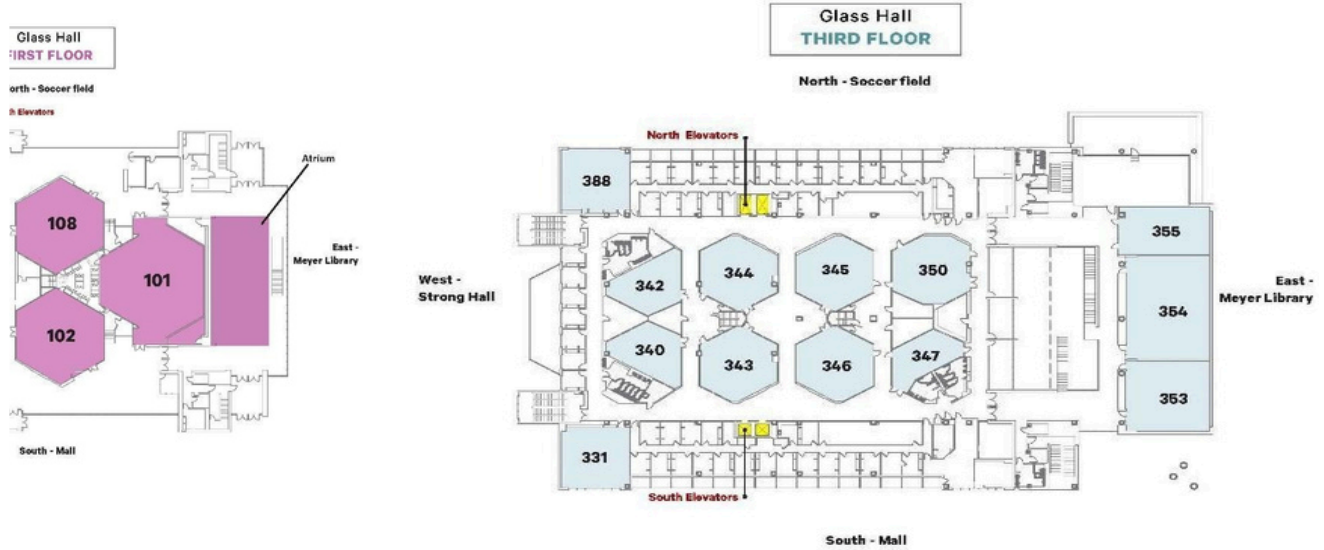 Glass Hall
FIRST FLOOR
orth - Soccer field
h Elevators
Atrium
108
101
102
East -
Meyer Library
South - Mall
Glass Hall
THIRD FLOOR
North - Soccer field
North Elevators
388
355
West -
Strong Hall
342
344
345
350
354
East -
Meyer Library
340
343
346
347
353
331
South Elevators
South - Mall